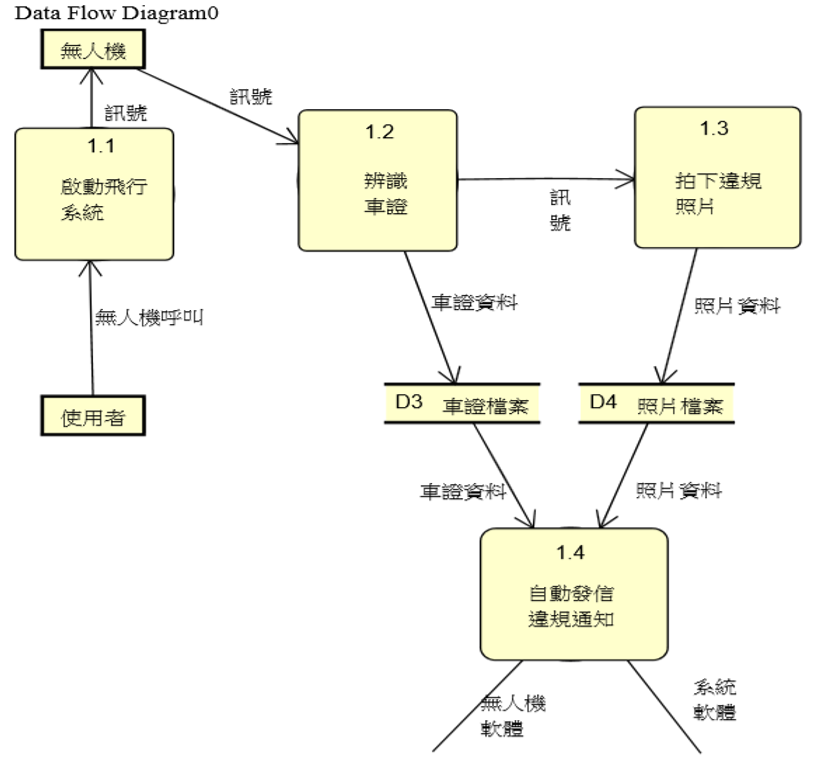 Data Flow Diagram0
無人機
訊號
訊號
1.1
啟動飛行
系統
1.2
辨識
車證
訊
號
1.3
拍下違規
照片
無人機呼叫
使用者
車證資料
照片資料
D3 車證檔案
D4 照片檔案
車證資料
照片資料
1.4
自動發信
違規通知
無人機
軟體
系統
軟體